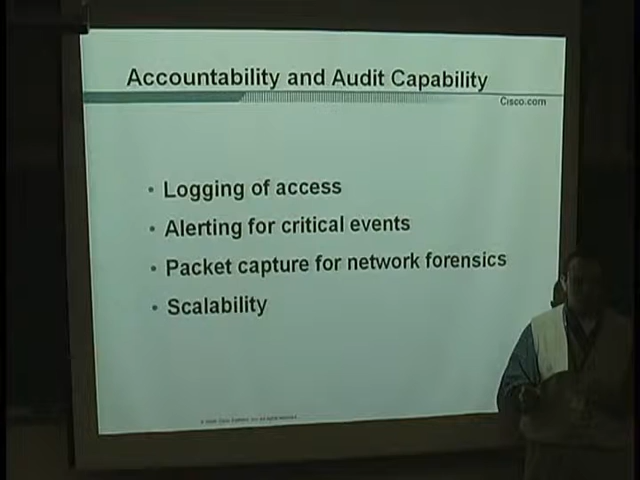 Accountability and Audit Capability
Cisco.com
• Logging of access
• Alerting for critical events
• Packet capture for network forensics
• Scalability